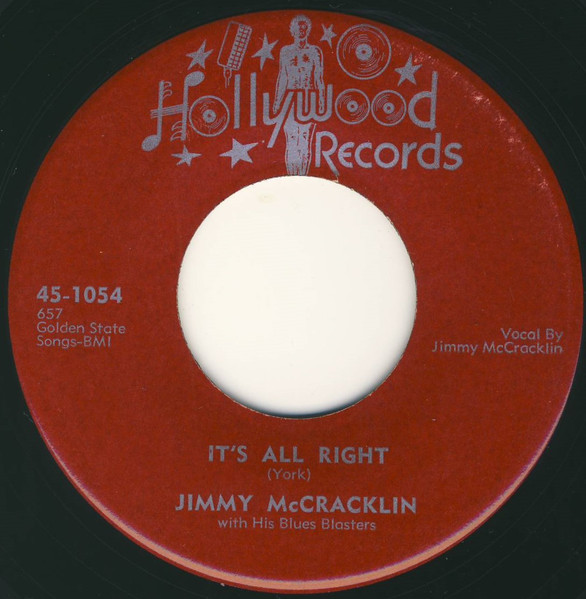 Hollywood
Records
45-1054
657
Golden State
Songs-BMI
Vocal By
Jimmy McCracklin
IT'S ALL RIGHT
(York)
JIMMY McCRACKLIN
with His Blues Blasters